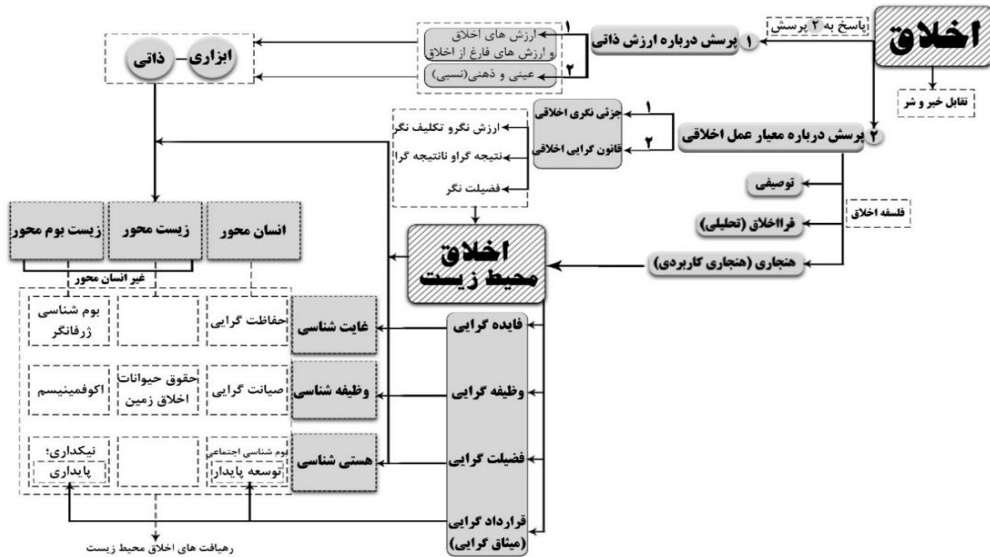 اخلاق
پاسخ به ۲ پرسش
تقابل خیر و شر
۱ پرسش درباره ارزش ذاتی
۱
ارزش های اخلاق
و ارزش های فارغ از اخلاق
۲
عینی و ذهنی(نسبی)
ابزاری - ذاتی
۲ پرسش درباره معیار عمل اخلاقی
۱
جزئی نگری اخلاقی
۲
قانون گرایی اخلاقی
ارزش نگرو تکلیف نگر
نتیجه گراو نانتیجه گرا
فضیلت نگر
فلسفه اخلاق
توصیفی
فرااخلاق (تحلیلی)
هنجاری (هنجاری کاربردی)
اخلاق
محیط زیست
انسان محور
زیست محور
زیست بوم محور
غیر انسان محور
فایده گرایی
غایت شناسی
حفاظت گرایی
بوم شناسی
ژرفانگر
وظیفه گرایی
وظیفه شناسی
صیانت گرایی
حقوق حیوانات
اخلاق زمین
اکوفمینیسم
فضیلت گرایی
هستی شناسی
بوم شناسی اجتماعی
توسعه پایدار
نیکداری؛
پایداری
قرارداد گرایی
(میثاق گرایی)
رهیافت های اخلاق محیط زیست